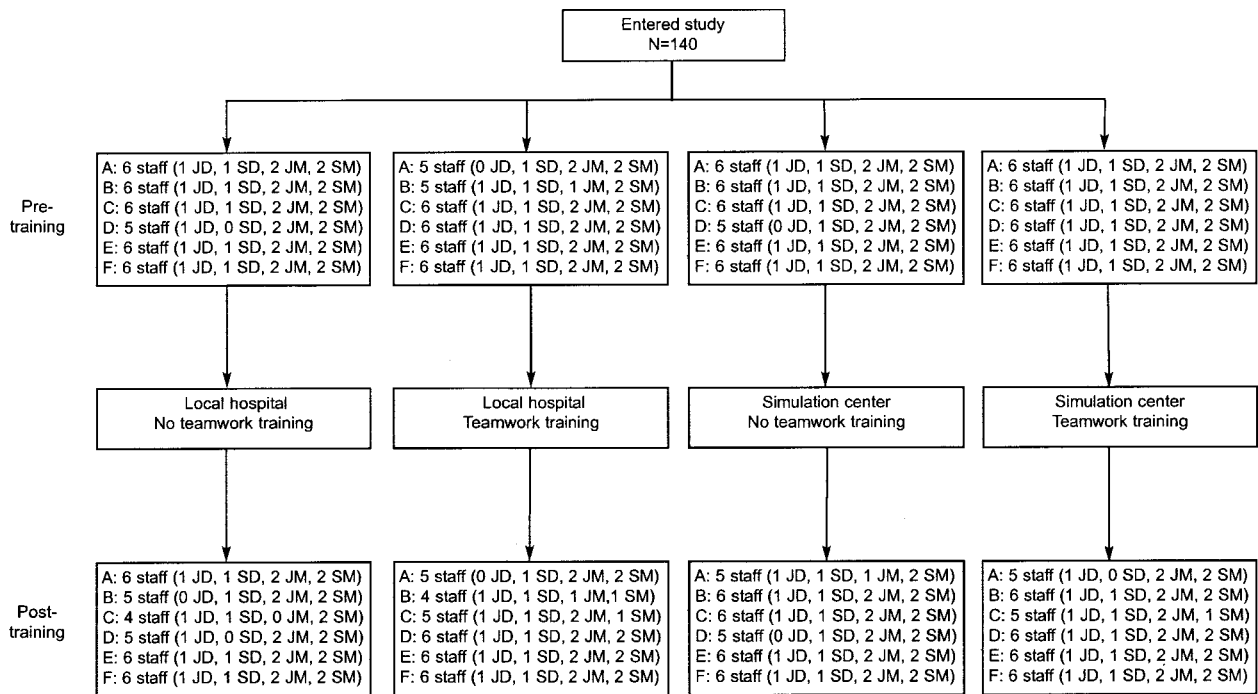 Entered study
N=140
Pre-
training
A: 6 staff (1 JD, 1 SD, 2 JM, 2 SM)
B: 6 staff (1 JD, 1 SD, 2 JM, 2 SM)
C: 6 staff (1 JD, 1 SD, 2 JM, 2 SM)
D: 5 staff (1 JD, 0 SD, 2 JM, 2 SM)
E: 6 staff (1 JD, 1 SD, 2 JM, 2 SM)
F: 6 staff (1 JD, 1 SD, 2 JM, 2 SM)
A: 5 staff (0 JD, 1 SD, 2 JM, 2 SM)
B: 5 staff (1 JD, 1 SD, 1 JM, 2 SM)
C: 6 staff (1 JD, 1 SD, 2 JM, 2 SM)
D: 6 staff (1 JD, 1 SD, 2 JM, 2 SM)
E: 6 staff (1 JD, 1 SD, 2 JM, 2 SM)
F: 6 staff (1 JD, 1 SD, 2 JM, 2 SM)
A: 6 staff (1 JD, 1 SD, 2 JM, 2 SM)
B: 6 staff (1 JD, 1 SD, 2 JM, 2 SM)
C: 6 staff (1 JD, 1 SD, 2 JM, 2 SM)
D: 5 staff (0 JD, 1 SD, 2 JM, 2 SM)
E: 6 staff (1 JD, 1 SD, 2 JM, 2 SM)
F: 6 staff (1 JD, 1 SD, 2 JM, 2 SM)
A: 6 staff (1 JD, 1 SD, 2 JM, 2 SM)
B: 6 staff (1 JD, 1 SD, 2 JM, 2 SM)
C: 6 staff (1 JD, 1 SD, 2 JM, 2 SM)
D: 6 staff (1 JD, 1 SD, 2 JM, 2 SM)
E: 6 staff (1 JD, 1 SD, 2 JM, 2 SM)
F: 6 staff (1 JD, 1 SD, 2 JM, 2 SM)
Local hospital
No teamwork training
Local hospital
Teamwork training
Simulation center
No teamwork training
Simulation center
Teamwork training
Post-
training
A: 6 staff (1 JD, 1 SD, 2 JM, 2 SM)
B: 5 staff (0 JD, 1 SD, 2 JM, 2 SM)
C: 4 staff (1 JD, 1 SD, 0 JM, 2 SM)
D: 5 staff (1 JD, 0 SD, 2 JM, 2 SM)
E: 6 staff (1 JD, 1 SD, 2 JM, 2 SM)
F: 6 staff (1 JD, 1 SD, 2 JM, 2 SM)
A: 5 staff (0 JD, 1 SD, 2 JM, 2 SM)
B: 4 staff (1 JD, 1 SD, 1 JM,1 SM)
C: 5 staff (1 JD, 1 SD, 2 JM, 1 SM)
D: 6 staff (1 JD, 1 SD, 2 JM, 2 SM)
E: 6 staff (1 JD, 1 SD, 2 JM, 2 SM)
F: 6 staff (1 JD, 1 SD, 2 JM, 2 SM)
A: 5 staff (1 JD, 1 SD, 1 JM, 2 SM)
B: 6 staff (1 JD, 1 SD, 2 JM, 2 SM)
C: 6 staff (1 JD, 1 SD, 2 JM, 2 SM)
D: 5 staff (0 JD, 1 SD, 2 JM, 2 SM)
E: 6 staff (1 JD, 1 SD, 2 JM, 2 SM)
F: 6 staff (1 JD, 1 SD, 2 JM, 2 SM)
A: 5 staff (1 JD, 0 SD, 2 JM, 2 SM)
B: 6 staff (1 JD, 1 SD, 2 JM, 2 SM)
C: 5 staff (1 JD, 1 SD, 2 JM, 1 SM)
D: 6 staff (1 JD, 1 SD, 2 JM, 2 SM)
E: 6 staff (1 JD, 1 SD, 2 JM, 2 SM)
F: 6 staff (1 JD, 1 SD, 2 JM, 2 SM)